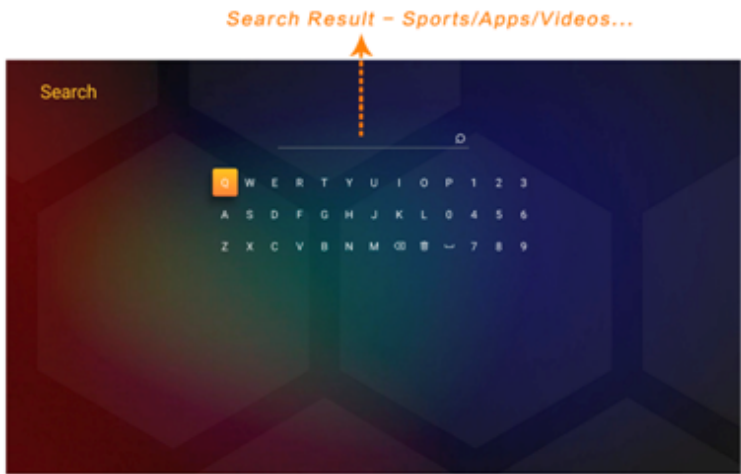 Search Result – Sports/Apps/Videos...
Search
Q W E R T Y U I O P 1 2 3
A S D F G H J K L 0 4 5 6
Z X C V B N M 7 8 9